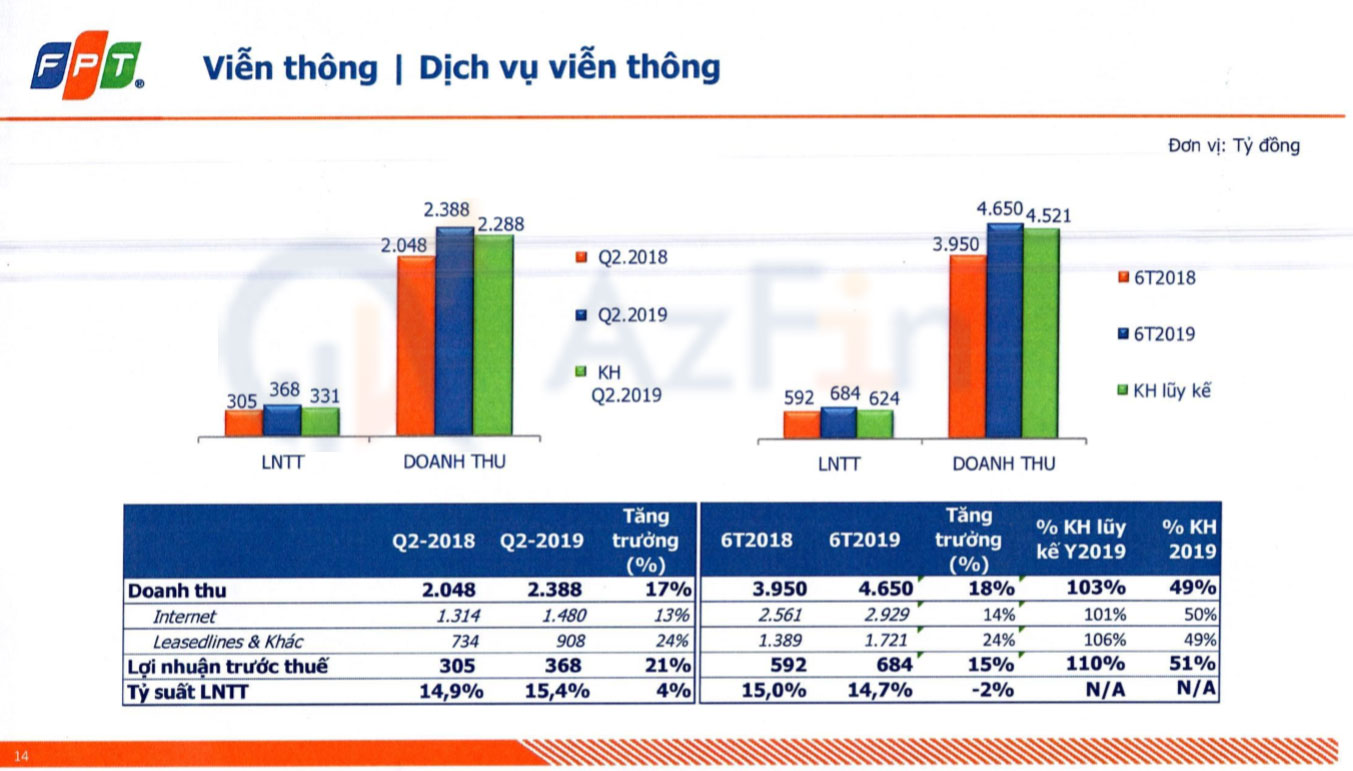 FPT®
Viễn thông | Dịch vụ viễn thông
Đơn vị: Tỷ đồng
2.048
2.388
2.288
305
368
331
LNTT
DOANH THU
Q2.2018
Q2.2019
KH
Q2.2019
3.950
4.650
4.521
592
684
624
LNTT
DOANH THU
6T2018
6T2019
KH lũy kế
AzFin
Q2-2018 Q2-2019 Tăng trưởng (%) 6T2018 6T2019 Tăng trưởng (%) % KH lũy kế Y2019 % KH 2019
Doanh thu 2.048 2.388 17% 3.950 4.650 18% 103% 49%
Internet 1.314 1.480 13% 2.561 2.929 14% 101% 50%
Leasedlines & Khác 734 908 24% 1.389 1.721 24% 106% 49%
Lợi nhuận trước thuế 305 368 21% 592 684 15% 110% 51%
Tỷ suất LNTT 14,9% 15,4% 4% 15,0% 14,7% -2% N/A N/A
14